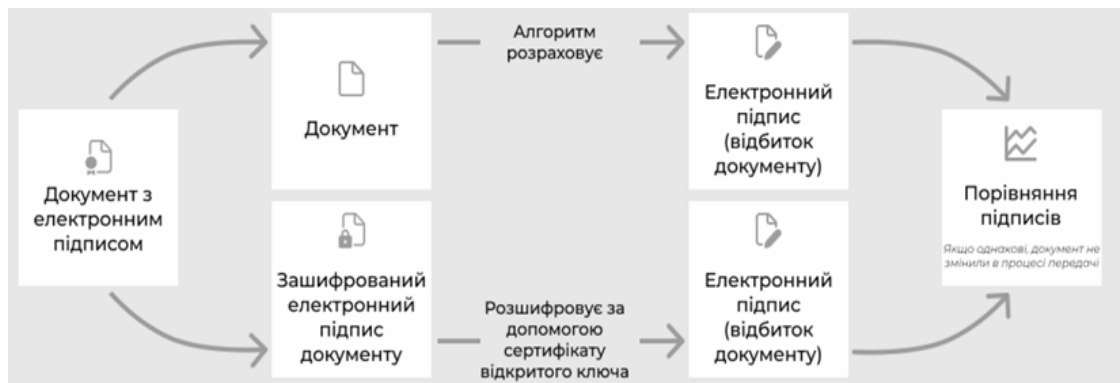 Документ з
електронним
підписом
Документ
Алгоритм
розраховує
Електронний
підпис
(відбиток
документу)
Зашифрований
електронний
підпис
документу
Розшифровує за
допомогою
сертифікату
відкритого ключа
Електронний
підпис
(відбиток
документу)
Порівняння
підписів
Якщо однакові, документ не
змінили в процесі передачі